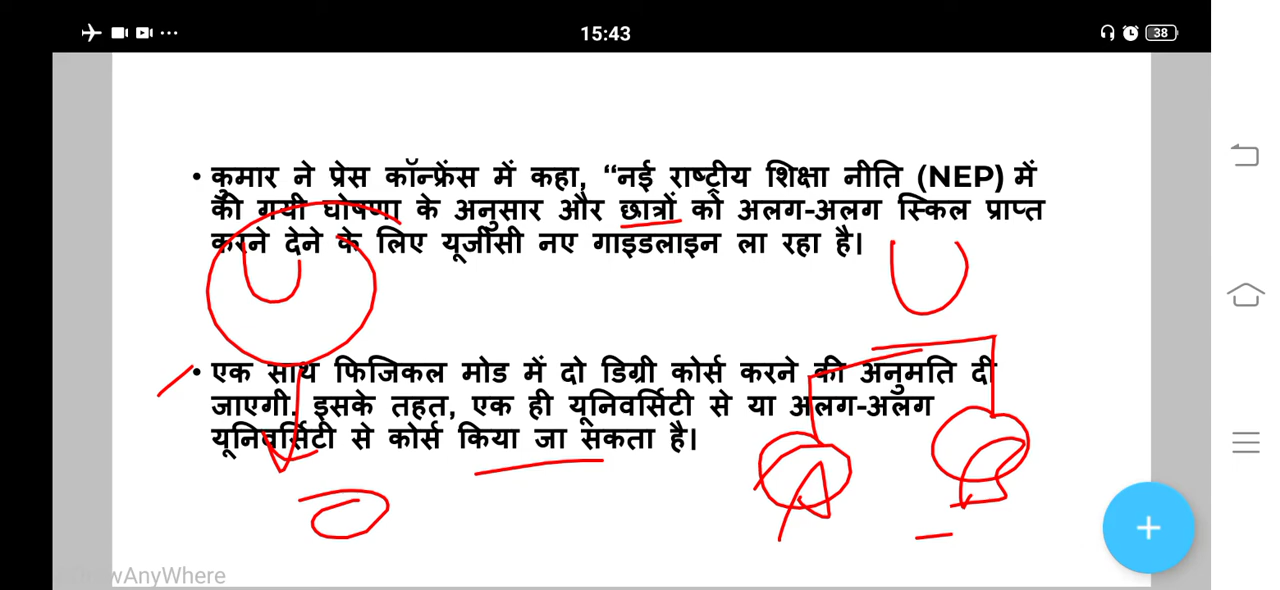 15:43
38
• कुमार ने प्रेस कॉन्फ्रेंस में कहा, “नई राष्ट्रीय शिक्षा नीति (NEP) में
की गयी घोषणा के अनुसार और छात्रों को अलग-अलग स्किल प्राप्त
करने देने के लिए यूजीसी नए गाइडलाइन ला रहा है।
• एक साथ फिजिकल मोड में दो डिग्री कोर्स करने की अनुमति दी
जाएगी. इसके तहत, एक ही यूनिवर्सिटी से या अलग-अलग
यूनिवर्सिटी से कोर्स किया जा सकता है।
U
U
A
B